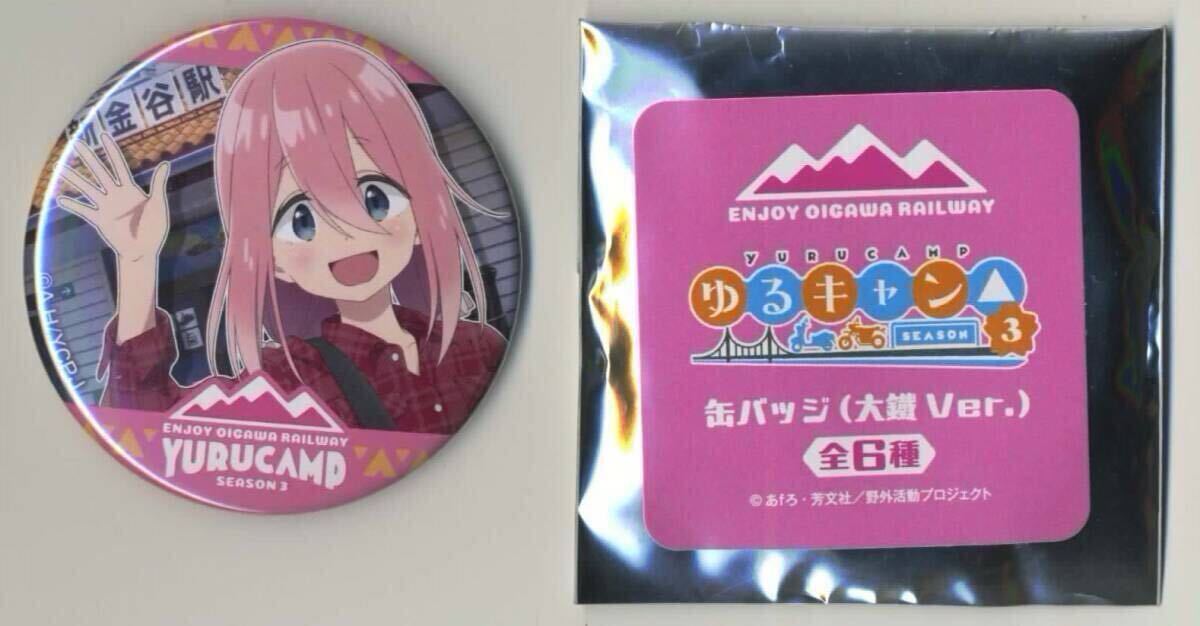 新金谷駅
ENJOY OIGAWA RAILWAY
YURUCAMP
SEASON 3
ENJOY OIGAWA RAILWAY
YURUCAMP
ゆるキャン△
SEASON 3
缶バッジ(大鐵 Ver.)
全6種
©あfろ・芳文社/野外活動プロジェクト